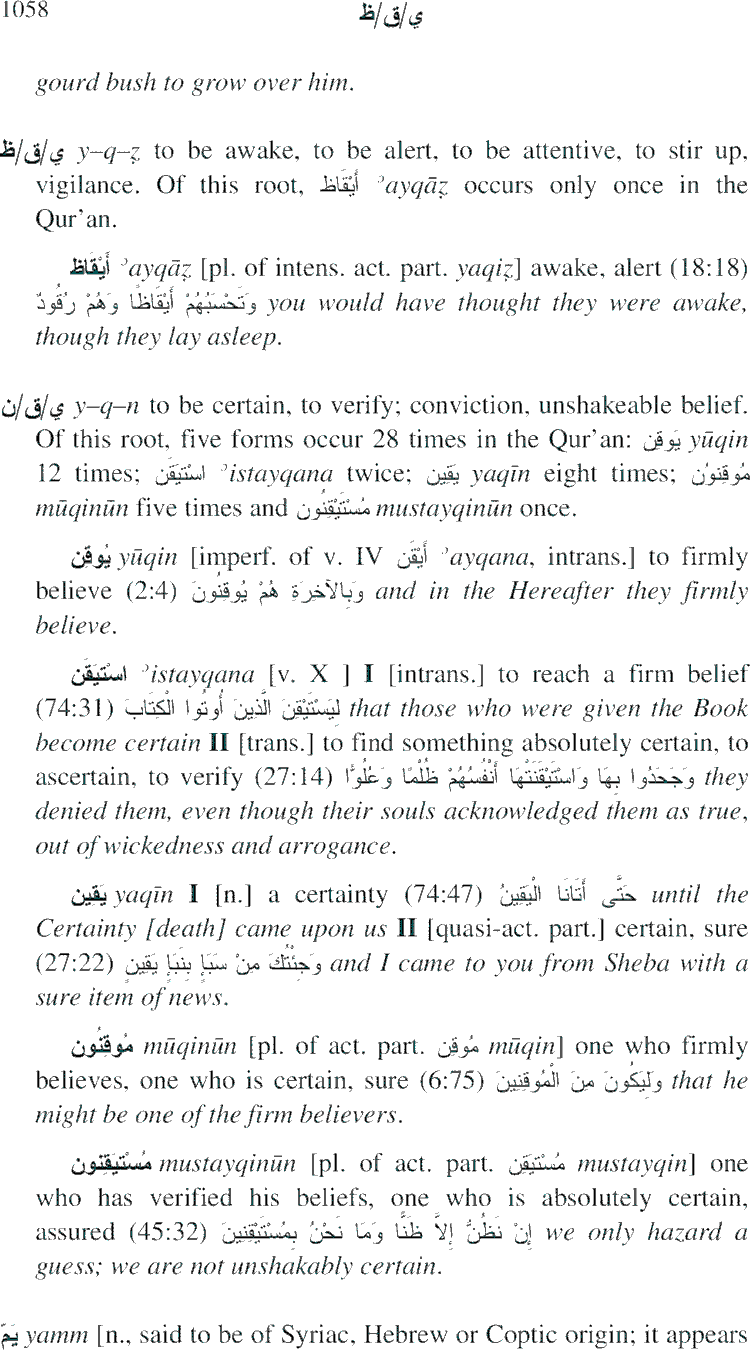 1058 ي/ق/ظ
gourd bush to grow over him.
ي/ق/ظ y–q–ẓ to be awake, to be alert, to be attentive, to stir up,
vigilance. Of this root, أَيْقَاظ ʾayqāẓ occurs only once in the
Qur’an.
أَيْقَاظ ʾayqāẓ [pl. of intens. act. part. yaqiẓ] awake, alert (18:18)
وَتَحْسَبُهُمْ أَيْقَاظًا وَهُمْ رُقُودٌ you would have thought they were awake,
though they lay asleep.
ي/ق/ن y–q–n to be certain, to verify; conviction, unshakeable belief.
Of this root, five forms occur 28 times in the Qur’an: يَوقِن yūqin
12 times; اسْتَيْقَن ʾistayqana twice; يَقِين yaqīn eight times; مُوقِنون
mūqinūn five times and مُسْتَيْقِنُون mustayqinūn once.
يُوقِن yūqin [imperf. of v. IV أَيْقَن ʾayqana, intrans.] to firmly
believe (2:4) وَبِالآخِرَةِ هُمْ يُوقِنُونَ and in the Hereafter they firmly
believe.
اسْتَيَقَن ʾistayqana [v. X ] I [intrans.] to reach a firm belief
(74:31) لِيَسْتَيْقِنَ الَّذِينَ أُوتُوا الْكِتَابَ that those who were given the Book
become certain II [trans.] to find something absolutely certain, to
ascertain, to verify (27:14) وَجَحَدُوا بِهَا وَاسْتَيْقَنَتْهَا أَنْفُسُهُمْ ظُلْمًا وَعُلُوًّا they
denied them, even though their souls acknowledged them as true,
out of wickedness and arrogance.
يَقِين yaqīn I [n.] a certainty (74:47) حَتَّى أَتَانَا الْيَقِينُ until the
Certainty [death] came upon us II [quasi-act. part.] certain, sure
(27:22) وَجِئْتُكَ مِنْ سَبَإٍ بِنَبَإٍ يَقِينٍ and I came to you from Sheba with a
sure item of news.
مُوقنُون mūqinūn [pl. of act. part. مُوقِن mūqin] one who firmly
believes, one who is certain, sure (6:75) وَلِيَكُونَ مِنَ الْمُوقِنِينَ that he
might be one of the firm believers.
مُسْتَيَقِنون mustayqinūn [pl. of act. part. مُسْتَيَقِن mustayqin] one
who has verified his beliefs, one who is absolutely certain,
assured (45:32) إِنْ نَظُنُّ إِلاَّ ظَنًّا وَمَا نَحْنُ بِمُسْتَيْقِنِينَ we only hazard a
guess; we are not unshakably certain.
يَمّ yamm [n., said to be of Syriac, Hebrew or Coptic origin; it appears